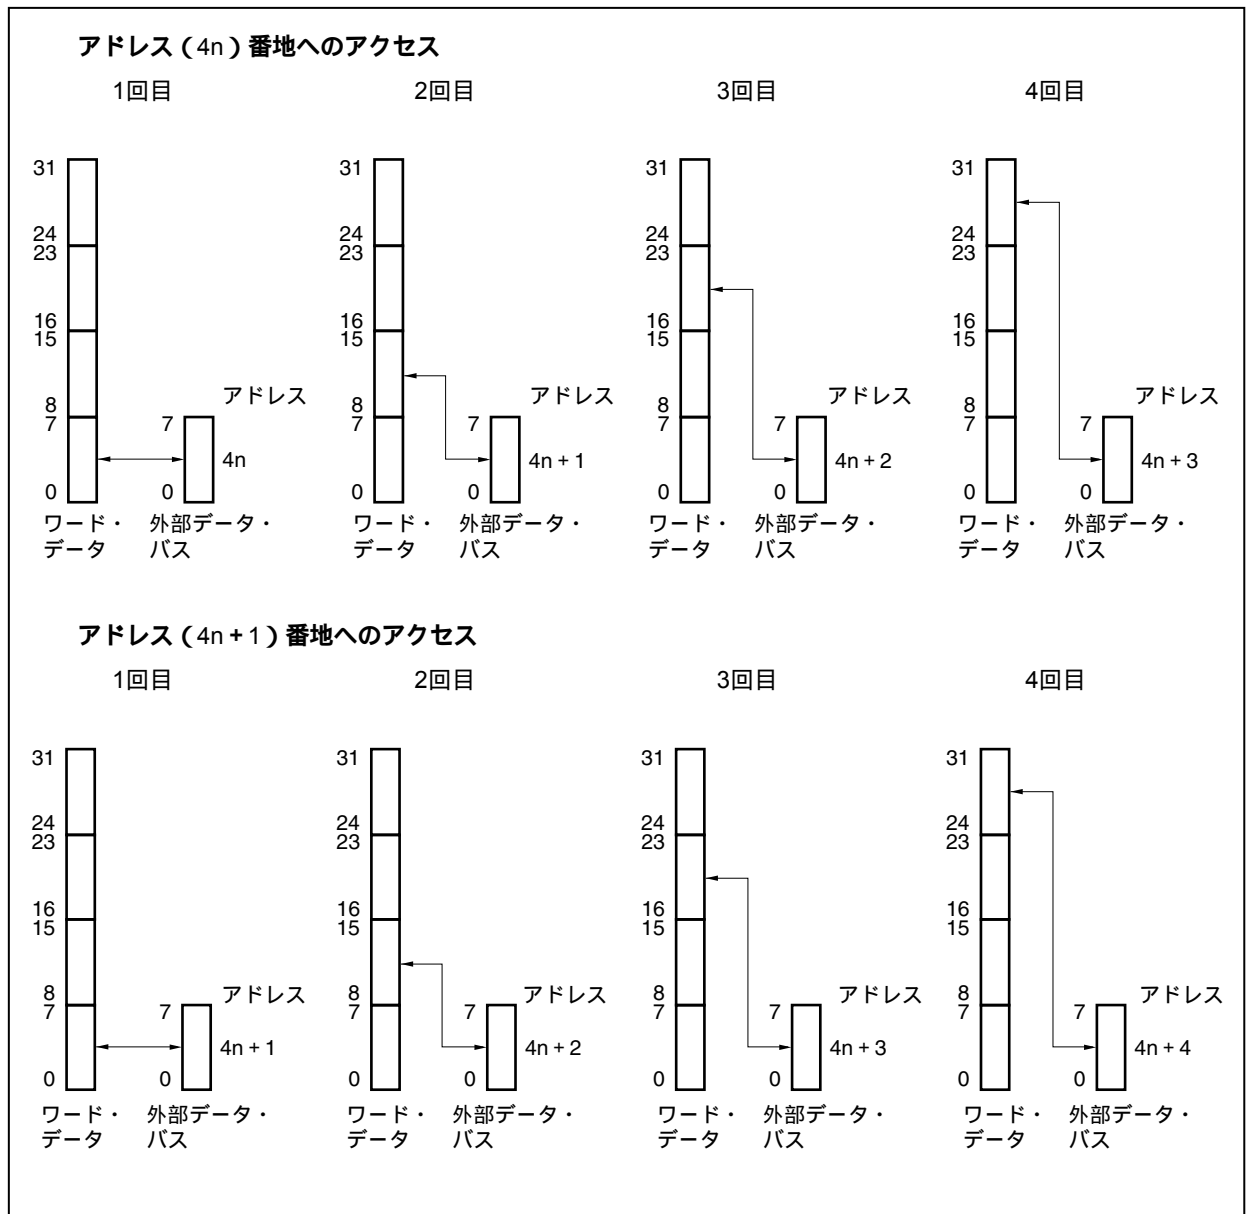 アドレス（4n）番地へのアクセス
1回目 2回目 3回目 4回目
31 31 31 31
24 24 24 24
23 23 23 23
16 16 16 16
15 15 15 15
アドレス アドレス アドレス アドレス
8 8 8 8
7 7 7 7 7 7 7 7
4n 4n + 1 4n + 2 4n + 3
0 0 0 0 0 0 0 0
ワード・ 外部データ・ ワード・ 外部データ・ ワード・ 外部データ・ ワード・ 外部データ・
データ バス データ バス データ バス データ バス
アドレス（4n + 1）番地へのアクセス
1回目 2回目 3回目 4回目
31 31 31 31
24 24 24 24
23 23 23 23
16 16 16 16
15 15 15 15
アドレス アドレス アドレス アドレス
8 8 8 8
7 7 7 7 7 7 7 7
4n + 1 4n + 2 4n + 3 4n + 4
0 0 0 0 0 0 0 0
ワード・ 外部データ・ ワード・ 外部データ・ ワード・ 外部データ・ ワード・ 外部データ・
データ バス データ バス データ バス データ バス